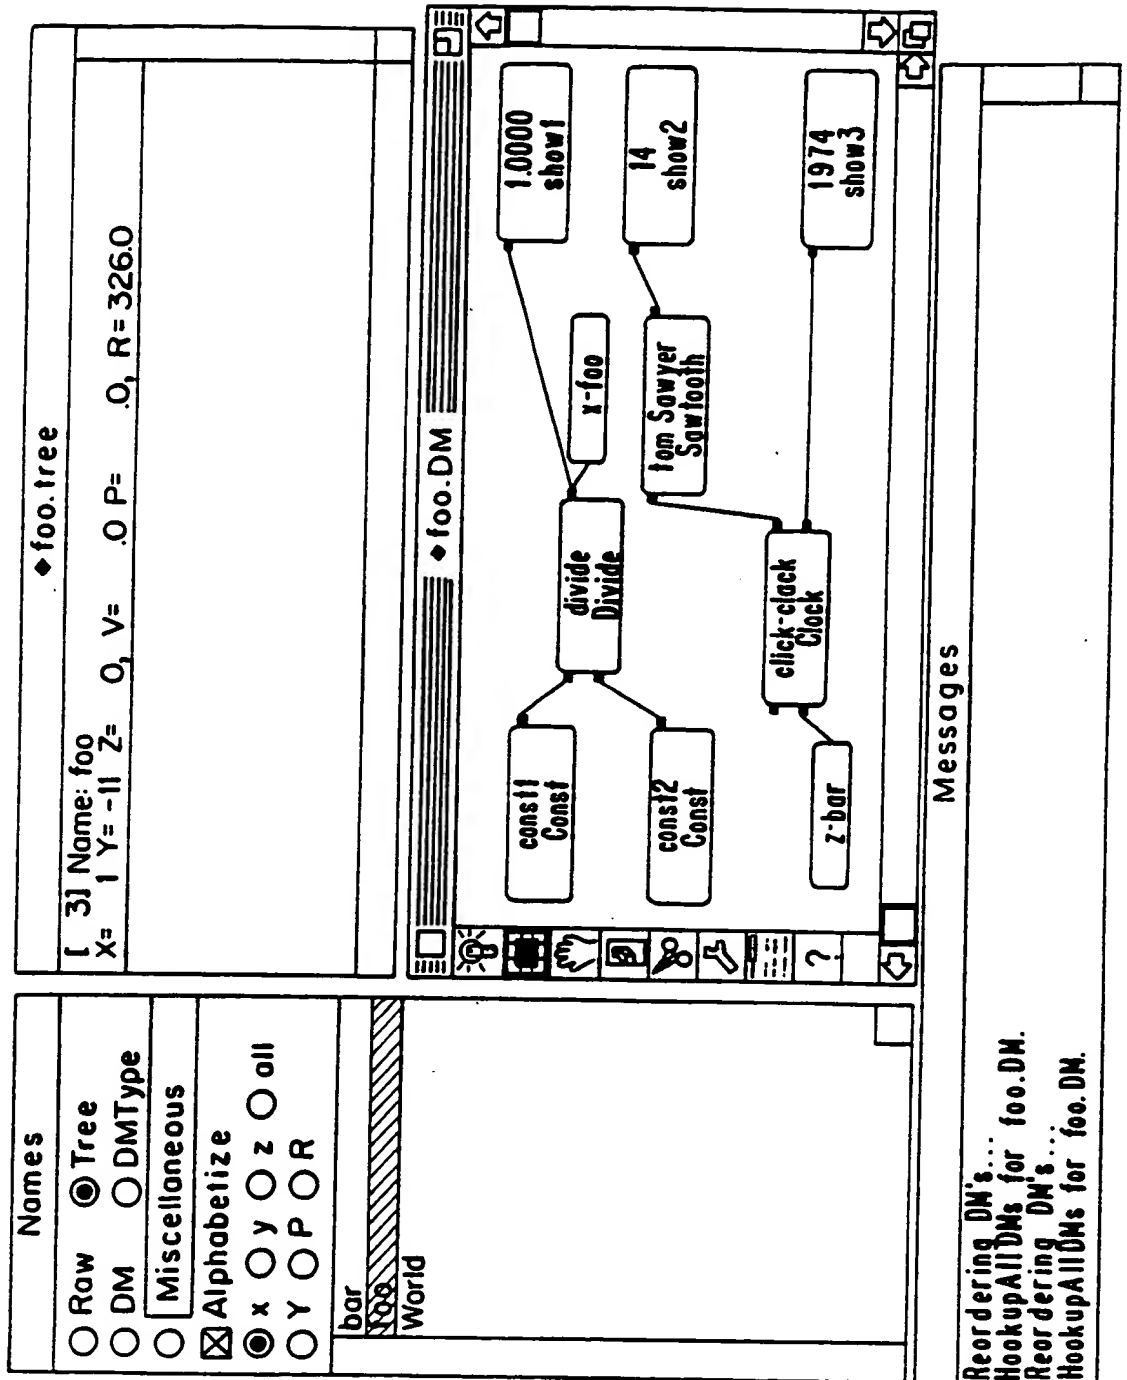 Names
Raw Tree
DM DMType
Miscellaneous
Alphabetize
x y z all
Y P R
bar
foo
World
foo.tree
[ 3] Name: foo
X= 1 Y= -11 Z= 0, V= .0 P= .0, R= 326.0
foo.DM
const1
Const
const2
Const
z-bar
divide
Divide
click-clack
Clock
x-foo
tom Sawyer
Sawtooth
1.0000
show1
14
show2
1974
show3
?
Messages
Reordering DM's...
HookupAllDMs for foo.DM.
Reordering DM's...
HookupAllDMs for foo.DM.